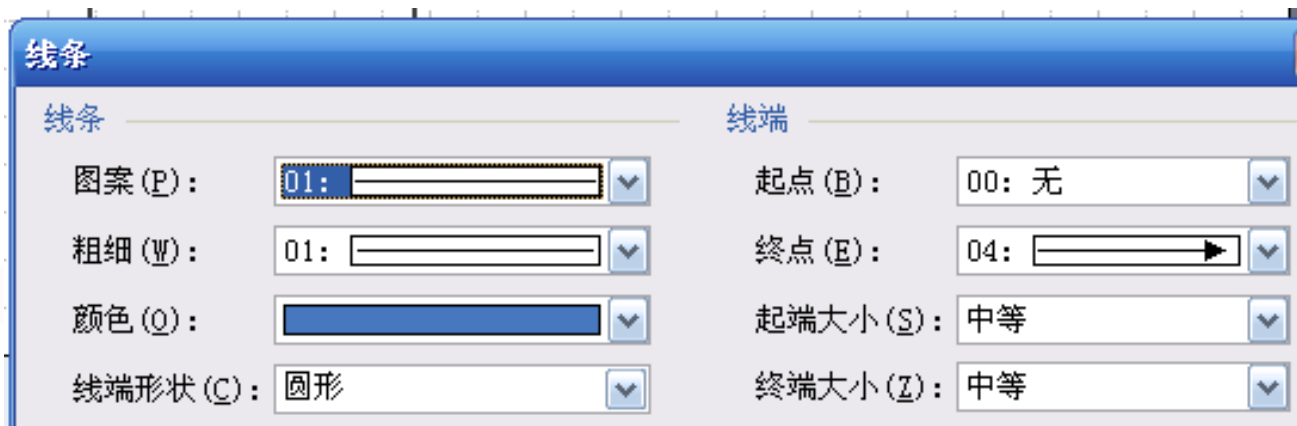 线条
线条 线端
图案(P): 01: 起点(B): 00: 无
粗细(W): 01: 终点(E): 04:
颜色(O): 起端大小(S): 中等
线端形状(C): 圆形 终端大小(Z): 中等